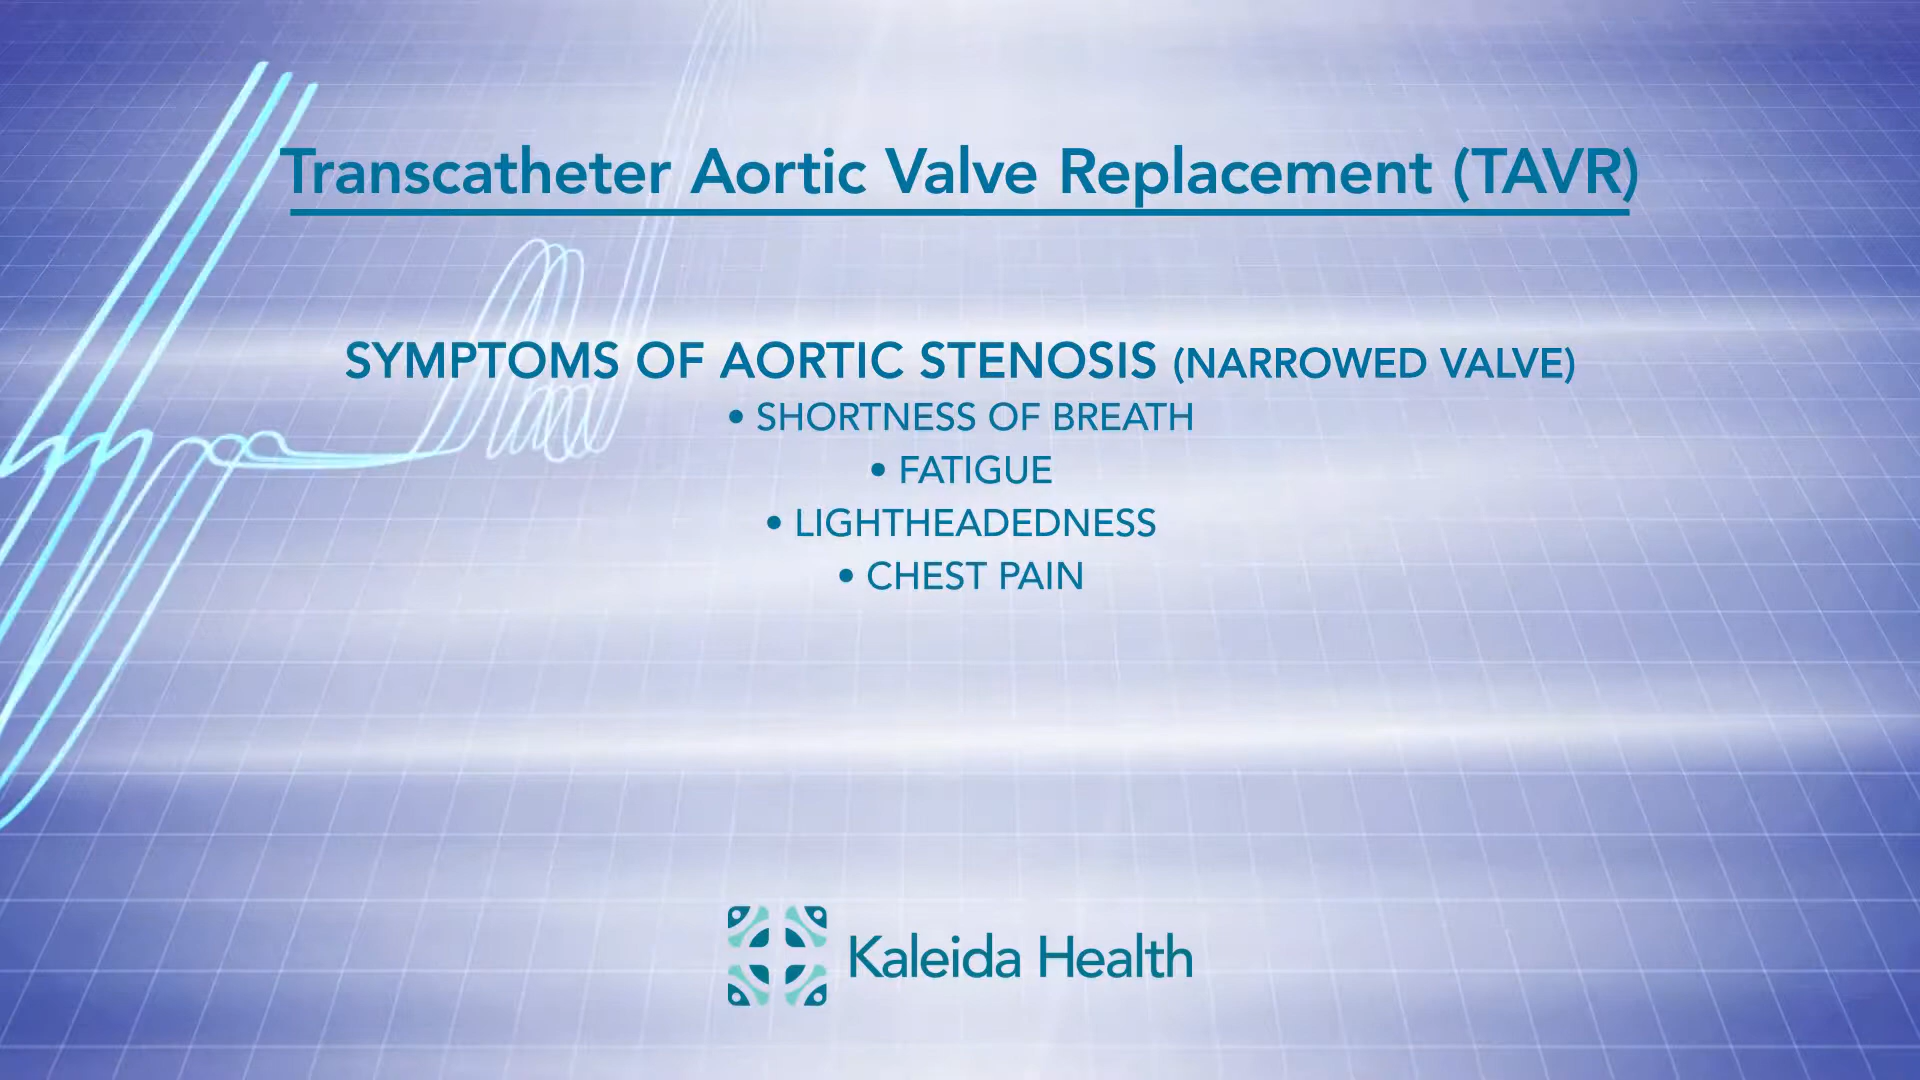 Transcatheter Aortic Valve Replacement (TAVR)
SYMPTOMS OF AORTIC STENOSIS (NARROWED VALVE)
• SHORTNESS OF BREATH
• FATIGUE
• LIGHTHEADEDNESS
• CHEST PAIN
Kaleida Health